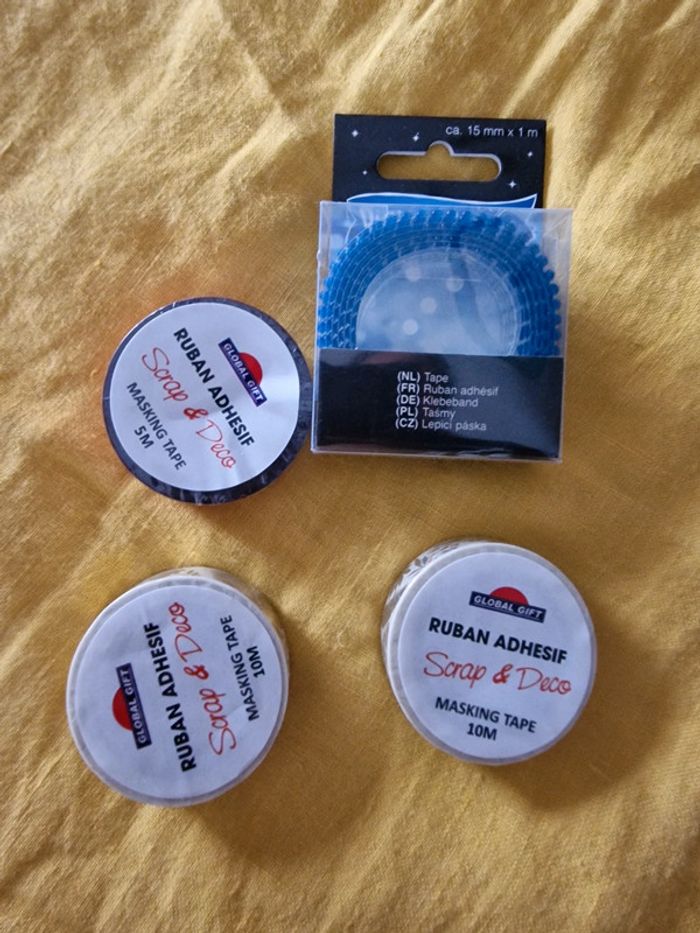 ca. 15 mm x 1 m
(NL) Tape
(FR) Ruban adhésif
(DE) Klebeband
(PL) Taśmy
(CZ) Lepicí páska
GLOBAL GIFT
RUBAN ADHESIF
Scrap & Deco
MASKING TAPE
5M
GLOBAL GIFT
RUBAN ADHESIF
Scrap & Deco
MASKING TAPE
10M
GLOBAL GIFT
RUBAN ADHESIF
Scrap & Deco
MASKING TAPE
10M